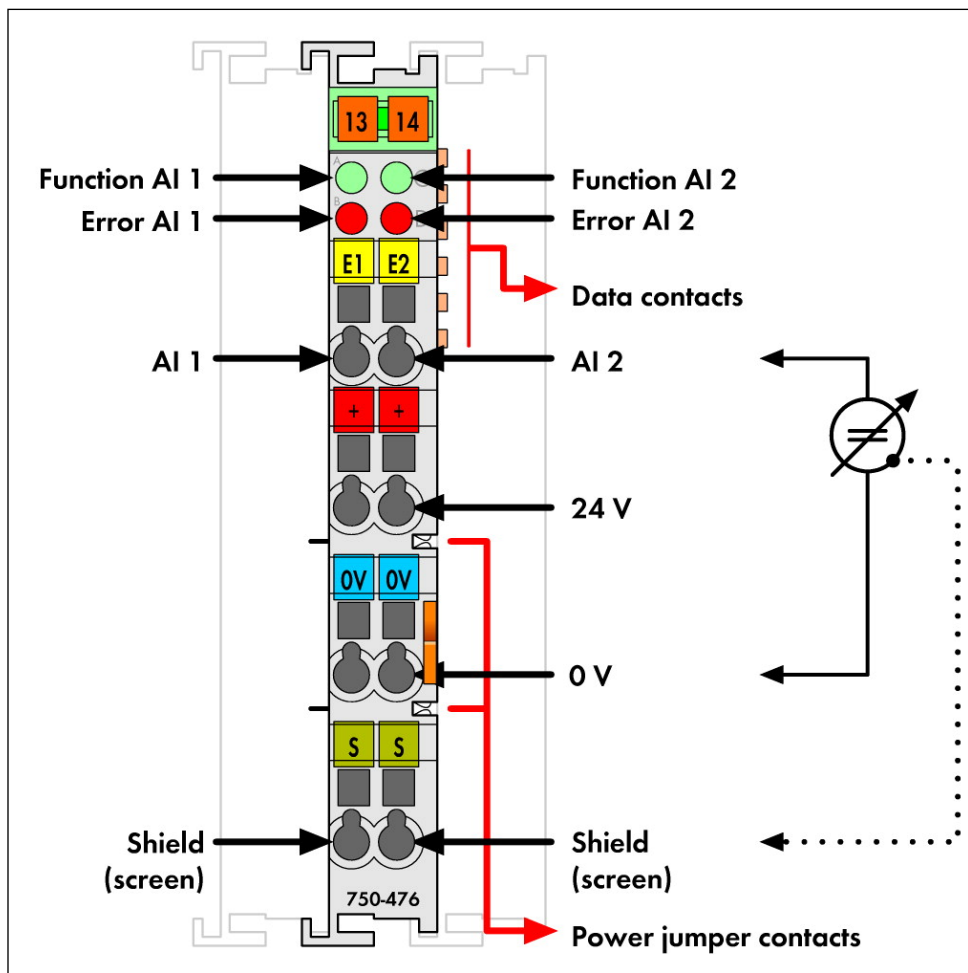 13 14
A
C
Function AI 1
Function AI 2
B
D
Error AI 1
Error AI 2
E1 E2
Data contacts
AI 1
AI 2
+ +
24 V
0V 0V
0 V
S S
Shield
(screen)
Shield
(screen)
750-476
Power jumper contacts